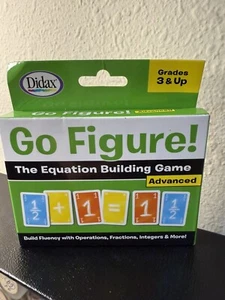 Didax
Grades
3 & Up
Go Figure!
The Equation Building Game
Advanced
1/2 + 1 = 1 1/2
Build Fluency with Operations, Fractions, Integers & More!